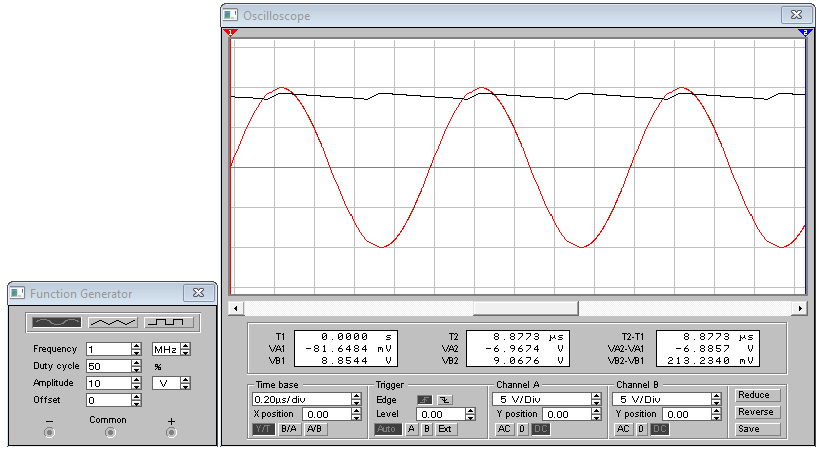 Oscilloscope
1
2
Function Generator
Frequency 1 MHz
Duty cycle 50 %
Amplitude 10 V
Offset 0
− Common +
T1 0.0000 s
VA1 -81.6484 mV
VB1 8.8544 V
T2 8.8773 µs
VA2 -6.9674 V
VB2 9.0676 V
T2-T1 8.8773 µs
VA2-VA1 -6.8857 V
VB2-VB1 213.2340 mV
Time base
0.20µs/div
X position 0.00
Y/T B/A A/B
Trigger
Edge
Level 0.00
Auto A B Ext
Channel A
5 V/Div
Y position 0.00
AC 0 DC
Channel B
5 V/Div
Y position 0.00
AC 0 DC
Reduce
Reverse
Save